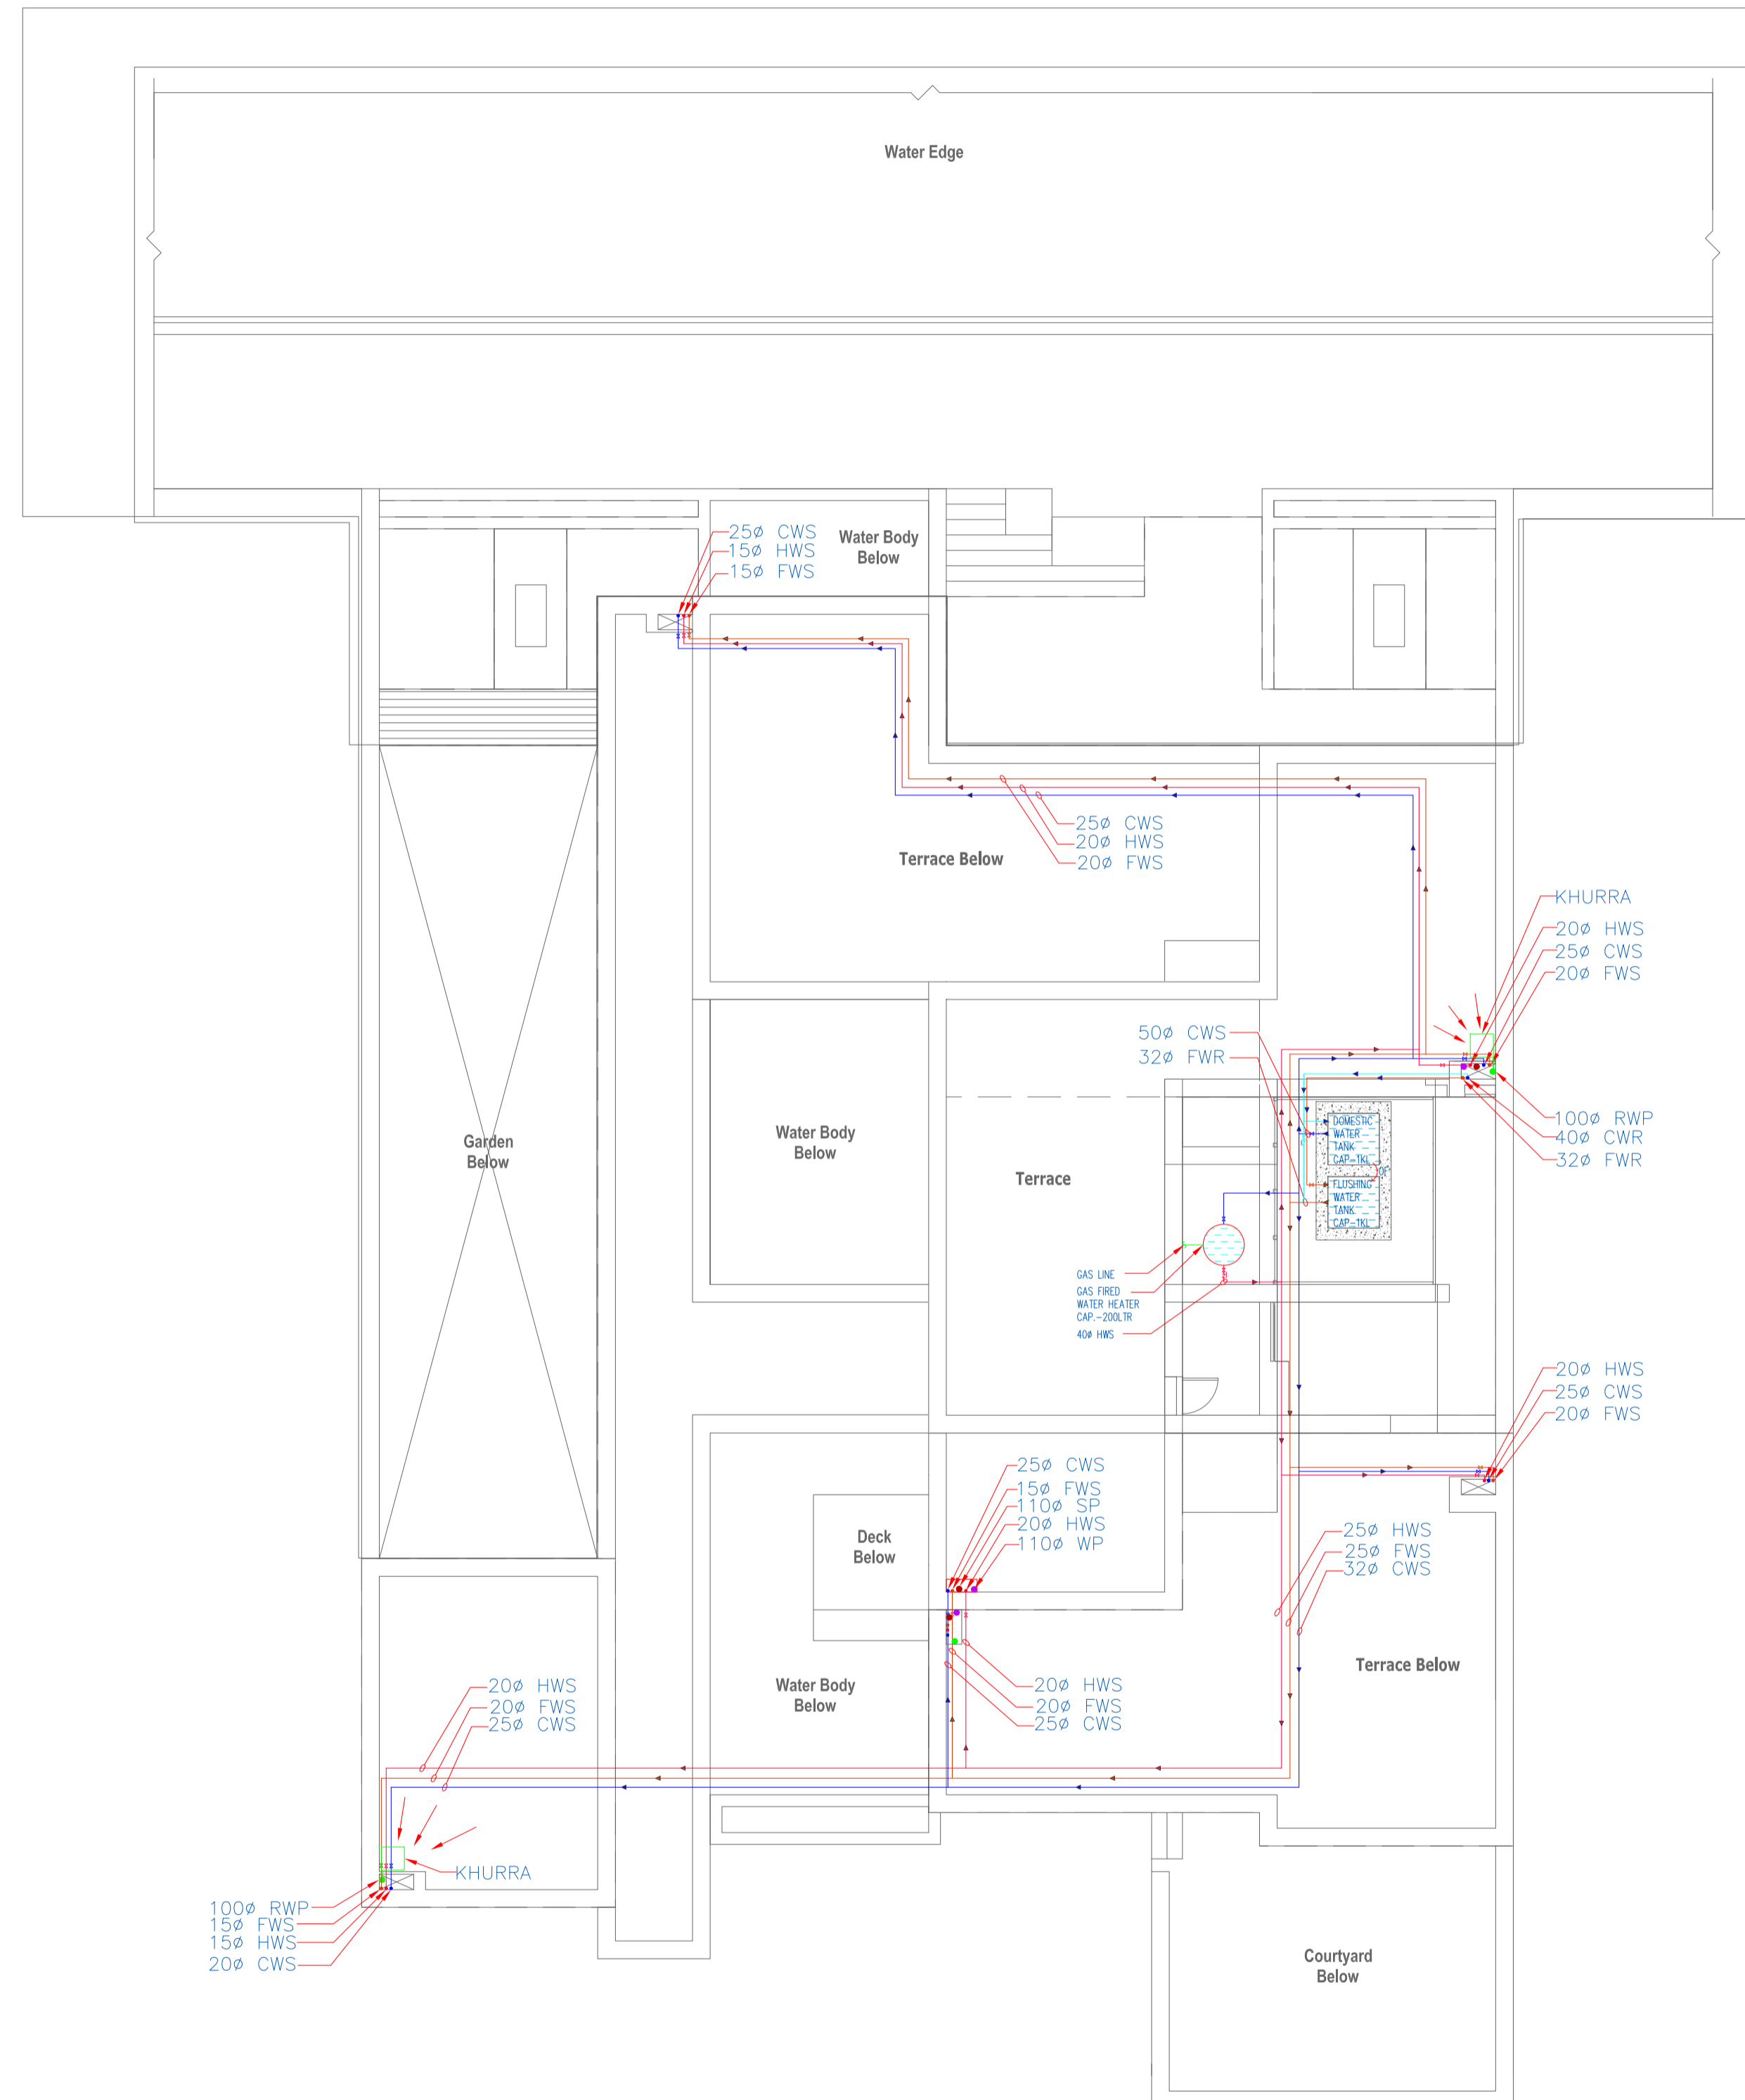 Water Edge
25ø CWS
15ø HWS
15ø FWS
Water Body
Below
25ø CWS
20ø HWS
20ø FWS
Terrace Below
KHURRA
20ø HWS
25ø CWS
20ø FWS
50ø CWS
32ø FWR
100ø RWP
40ø CWR
32ø FWR
DOMESTIC
WATER
TANK
CAP-1KL
OF
FLUSHING
WATER
TANK
CAP-1KL
Garden
Below
Water Body
Below
Terrace
GAS LINE
GAS FIRED
WATER HEATER
CAP.-200LTR
40ø HWS
20ø HWS
25ø CWS
20ø FWS
25ø CWS
15ø FWS
110ø SP
20ø HWS
110ø WP
Deck
Below
25ø HWS
25ø FWS
32ø CWS
Water Body
Below
20ø HWS
20ø FWS
25ø CWS
Terrace Below
20ø HWS
20ø FWS
25ø CWS
KHURRA
100ø RWP
15ø FWS
15ø HWS
20ø CWS
Courtyard
Below